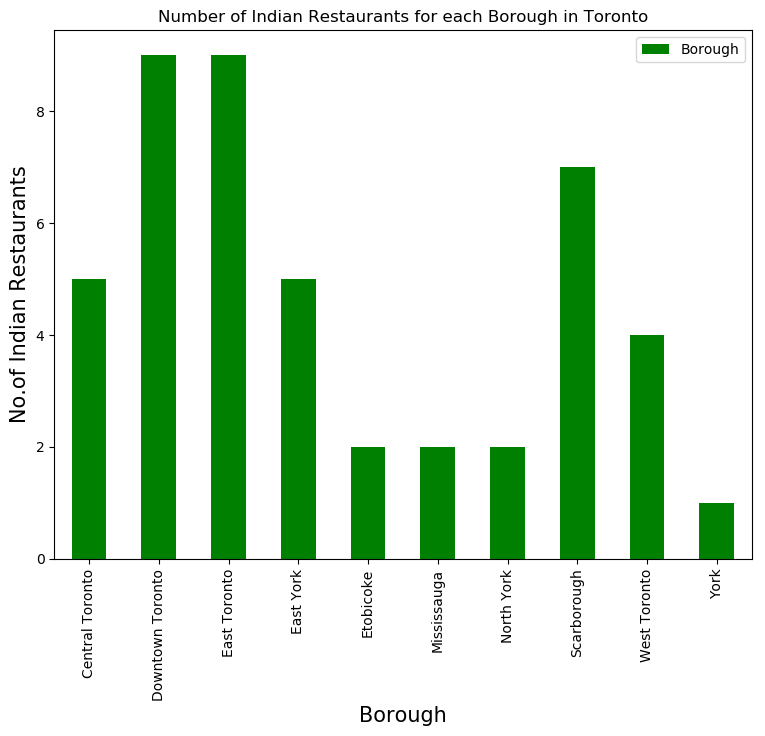 Number of Indian Restaurants for each Borough in Toronto
Borough
No.of Indian Restaurants
8
6
4
2
0
Central Toronto
Downtown Toronto
East Toronto
East York
Etobicoke
Mississauga
North York
Scarborough
West Toronto
York
Borough